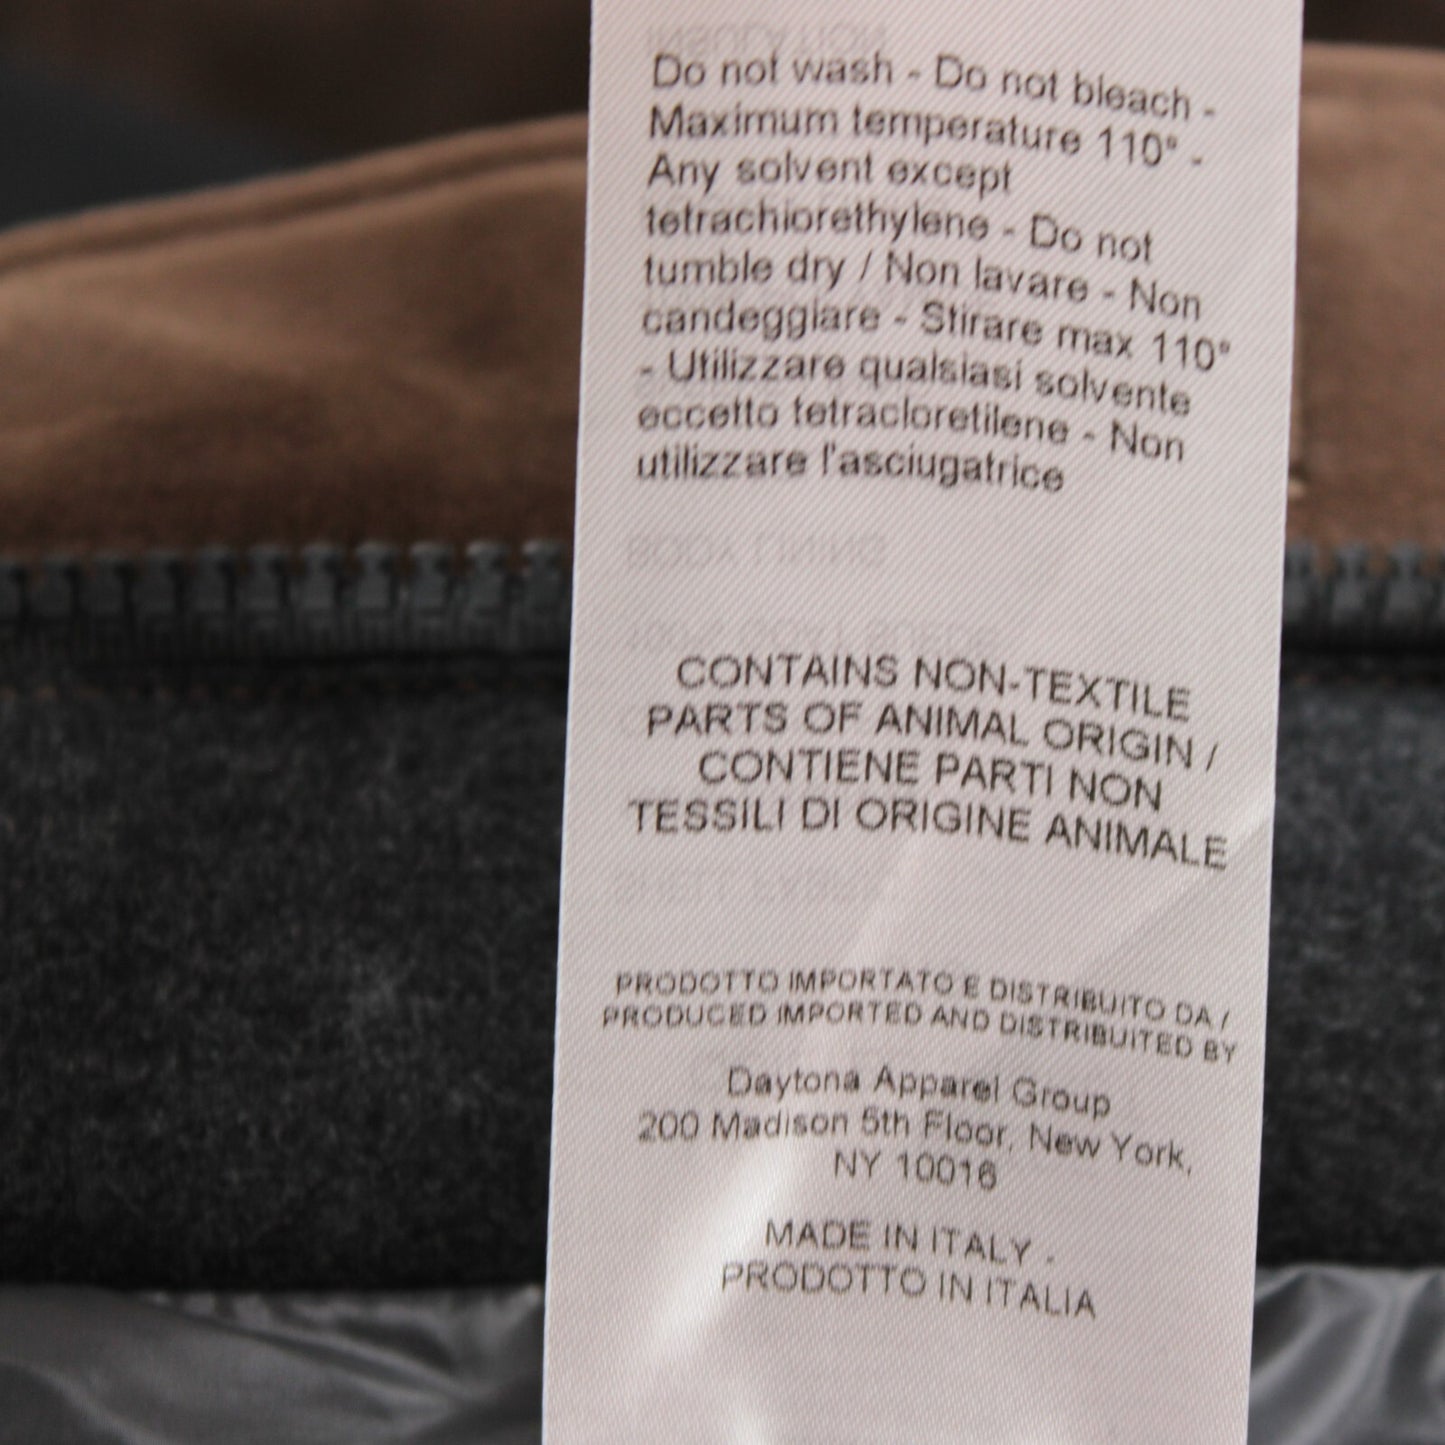 Do not wash - Do not bleach -
Maximum temperature 110° -
Any solvent except
tetrachiorethylene - Do not
tumble dry / Non lavare - Non
candeggiare - Stirare max 110°
- Utilizzare qualsiasi solvente
eccetto tetracloretilene - Non
utilizzare l'asciugatrice
CONTAINS NON-TEXTILE
PARTS OF ANIMAL ORIGIN /
CONTIENE PARTI NON
TESSILI DI ORIGINE ANIMALE
PRODOTTO IMPORTATO E DISTRIBUITO DA /
PRODUCED IMPORTED AND DISTRIBUITED BY
Daytona Apparel Group
200 Madison 5th Floor, New York,
NY 10016
MADE IN ITALY -
PRODOTTO IN ITALIA